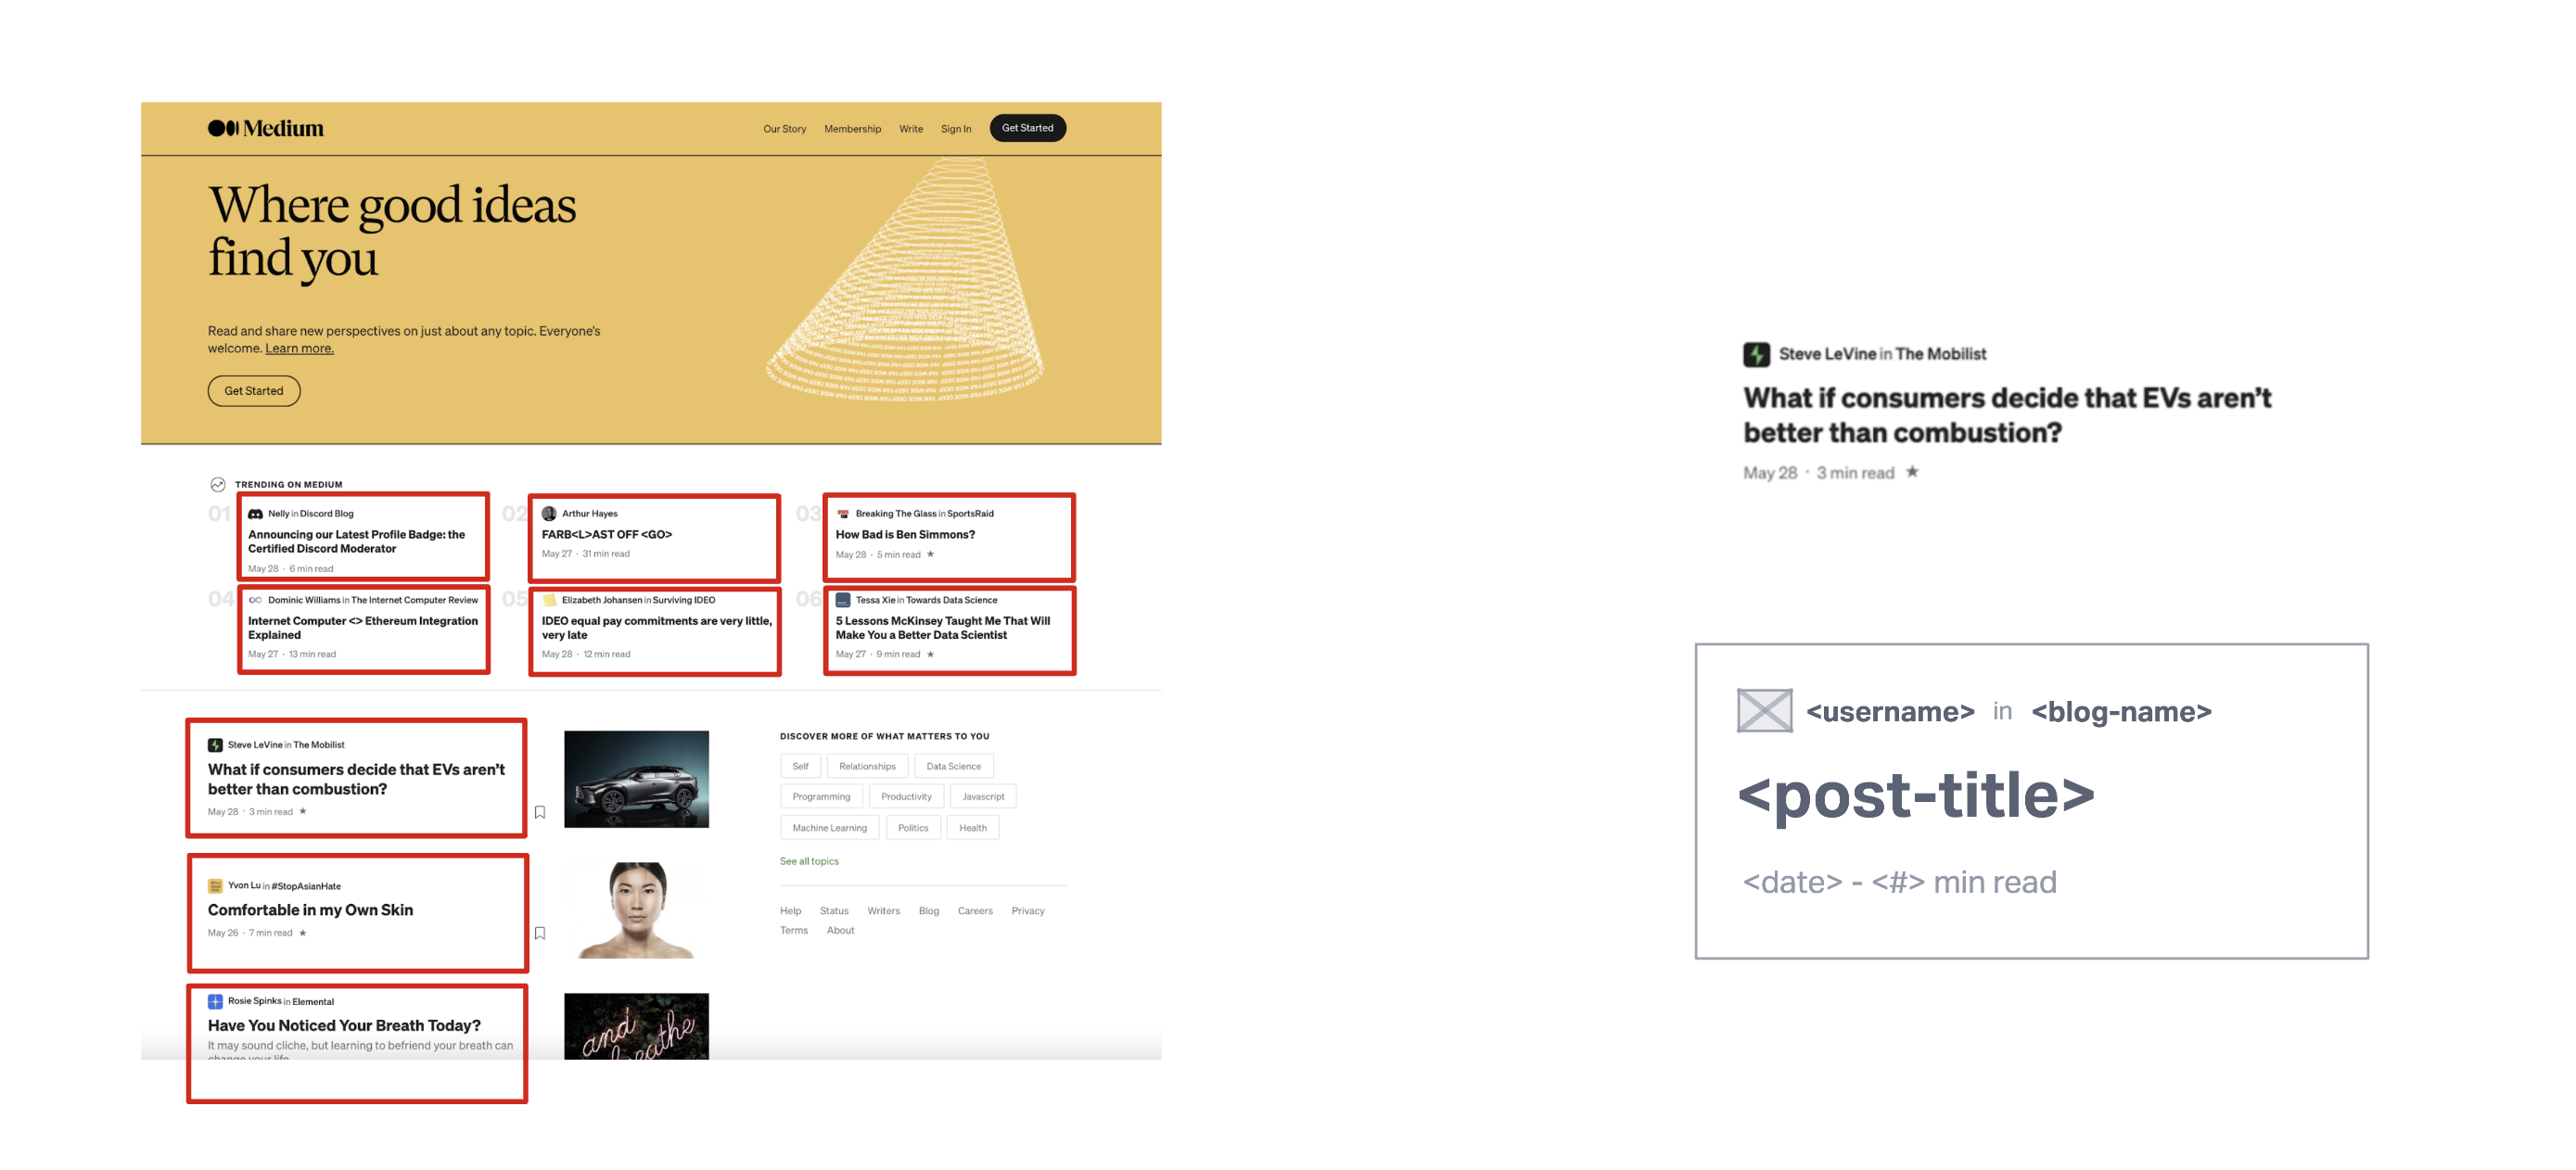 Medium
Our Story Membership Write Sign In Get Started
Where good ideas
find you
Read and share new perspectives on just about any topic. Everyone's
welcome. Learn more.
Get Started
TRENDING ON MEDIUM
01
Nelly in Discord Blog
Announcing our Latest Profile Badge: the
Certified Discord Moderator
May 28 · 6 min read
02
Arthur Hayes
FARB<L>AST OFF <GO>
May 27 · 31 min read
03
Breaking The Glass in SportsRaid
How Bad is Ben Simmons?
May 28 · 5 min read ★
04
Dominic Williams in The Internet Computer Review
Internet Computer <> Ethereum Integration
Explained
May 27 · 13 min read
05
Elizabeth Johansen in Surviving IDEO
IDEO equal pay commitments are very little,
very late
May 28 · 12 min read
06
Tessa Xie in Towards Data Science
5 Lessons McKinsey Taught Me That Will
Make You a Better Data Scientist
May 27 · 9 min read ★
Steve LeVine in The Mobilist
What if consumers decide that EVs aren't
better than combustion?
May 28 · 3 min read ★
Yvon Lu in #StopAsianHate
Comfortable in my Own Skin
May 26 · 7 min read ★
Rosie Spinks in Elemental
Have You Noticed Your Breath Today?
It may sound cliche, but learning to befriend your breath can
change your life
and
breathe
DISCOVER MORE OF WHAT MATTERS TO YOU
Self Relationships Data Science
Programming Productivity Javascript
Machine Learning Politics Health
See all topics
Help Status Writers Blog Careers Privacy
Terms About
Steve LeVine in The Mobilist
What if consumers decide that EVs aren't
better than combustion?
May 28 · 3 min read ★
<username> in <blog-name>
<post-title>
<date> - <#> min read